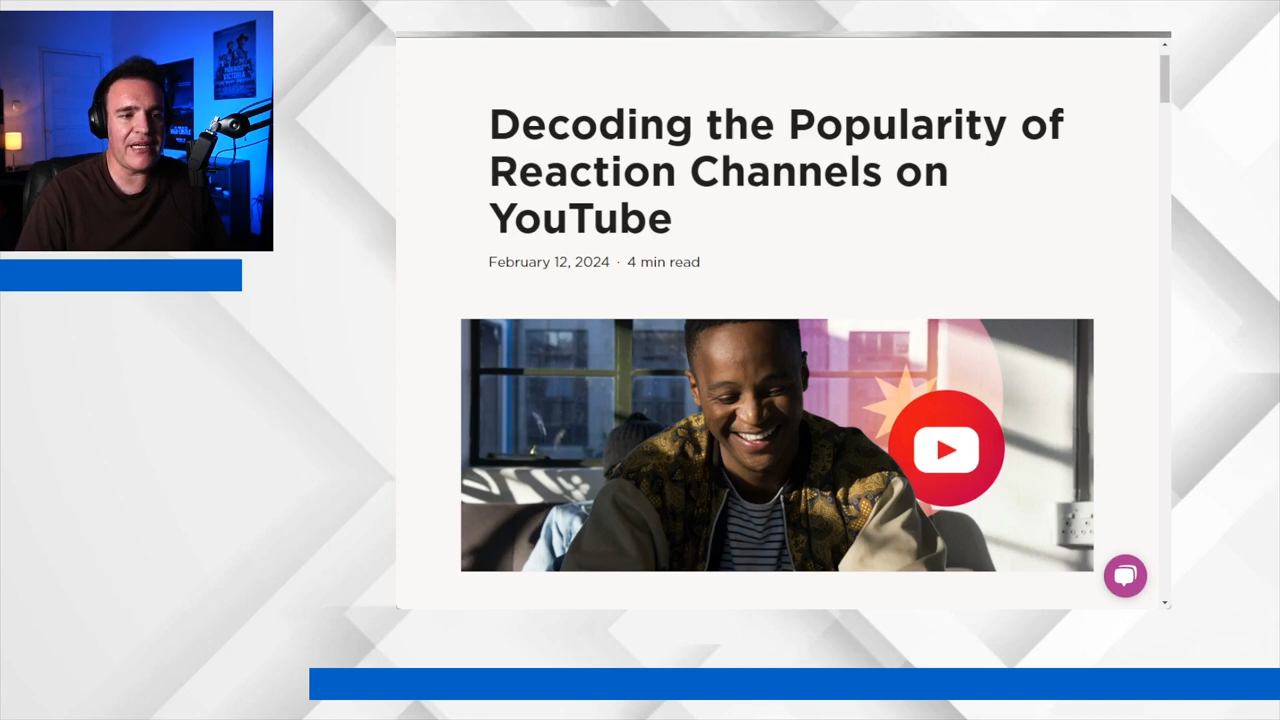 Decoding the Popularity of
Reaction Channels on
YouTube
February 12, 2024 · 4 min read